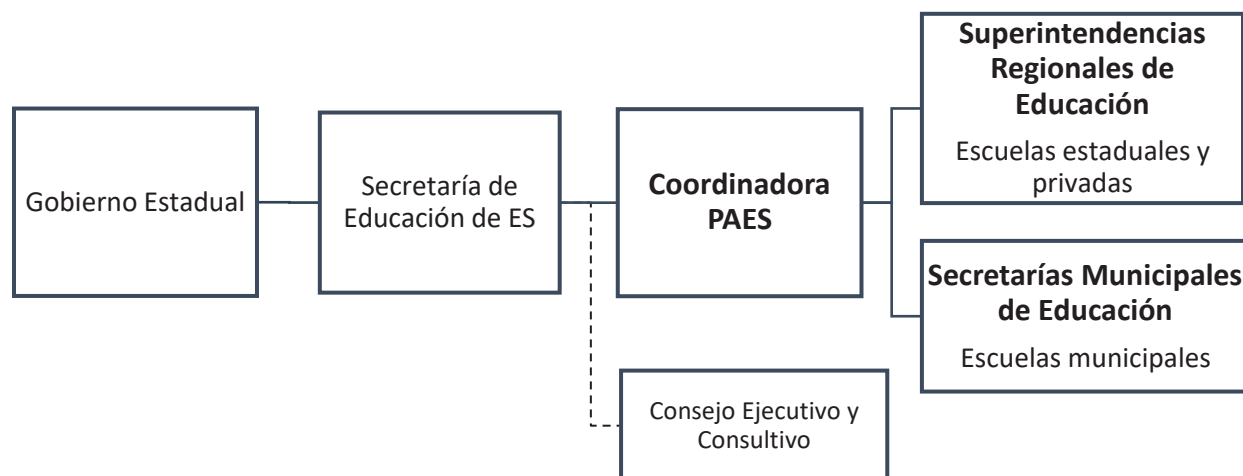 Gobierno Estadual
Secretaría de
Educación de ES
Coordinadora
PAES
Superintendencias
Regionales de
Educación
Escuelas estaduales y
privadas
Secretarías Municipales
de Educación
Escuelas municipales
Consejo Ejecutivo y
Consultivo